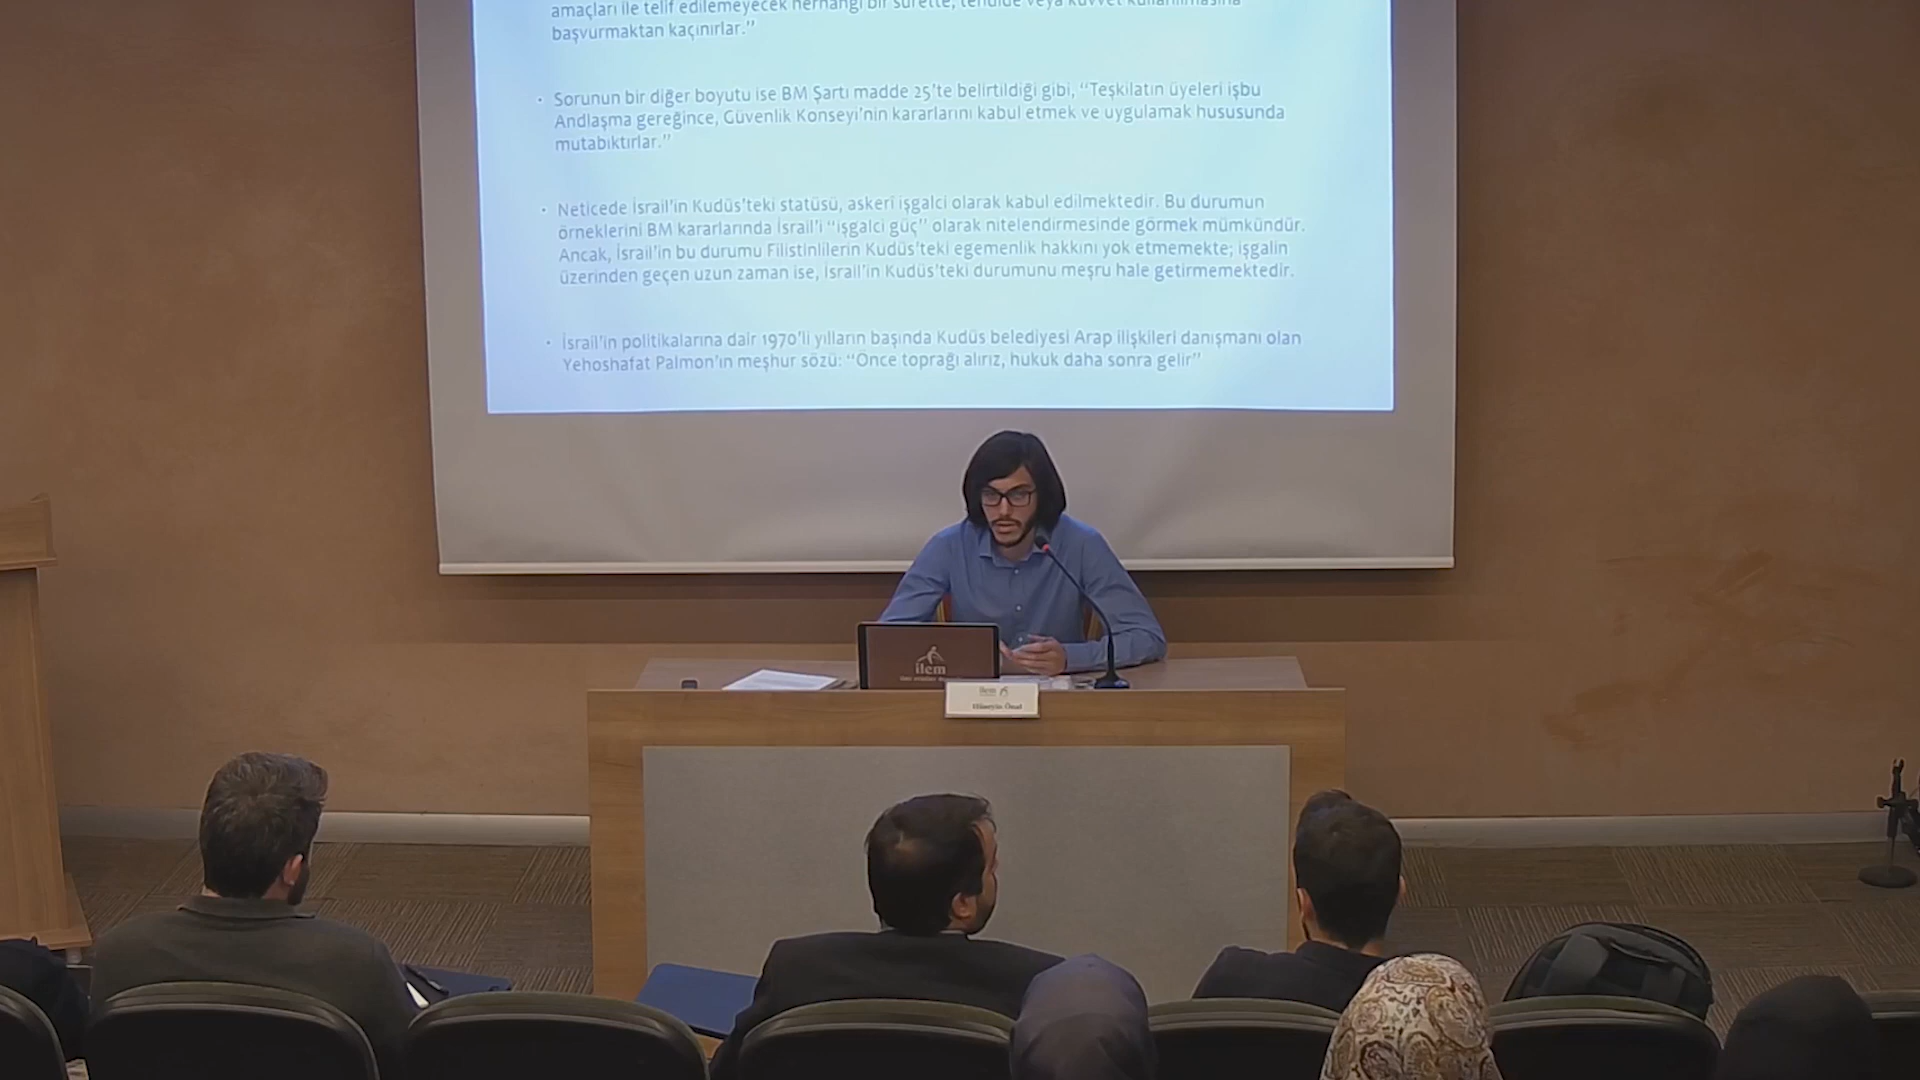 amaçları ile telif edilemeyecek herhangi bir surette, tehdide veya kuvvet kullanılmasına
başvurmaktan kaçınırlar.”
• Sorunun bir diğer boyutu ise BM Şartı madde 25’te belirtildiği gibi, “Teşkilatın üyeleri işbu
Andlaşma gereğince, Güvenlik Konseyi’nin kararlarını kabul etmek ve uygulamak hususunda
mutabıktırlar.”
• Neticede İsrail’in Kudüs’teki statüsü, askerî işgalci olarak kabul edilmektedir. Bu durumun
örneklerini BM kararlarında İsrail’i “işgalci güç” olarak nitelendirmesinde görmek mümkündür.
Ancak, İsrail’in bu durumu Filistinlilerin Kudüs’teki egemenlik hakkını yok etmemekte; işgalin
üzerinden geçen uzun zaman ise, İsrail’in Kudüs’teki durumunu meşru hale getirmemektedir.
• İsrail’in politikalarına dair 1970’li yılların başında Kudüs belediyesi Arap ilişkileri danışmanı olan
Yehoshafat Palmon’ın meşhur sözü: “Önce toprağı alırız, hukuk daha sonra gelir”
ilem
ilem
Hüseyin Önal